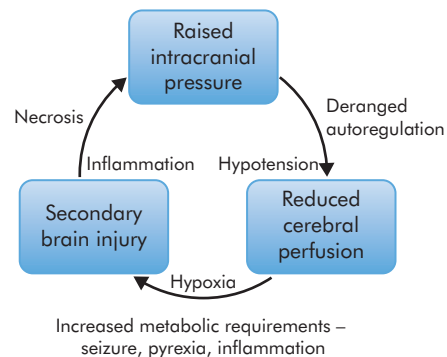 Raised
intracranial
pressure
Necrosis
Deranged
autoregulation
Inflammation
Hypotension
Secondary
brain injury
Reduced
cerebral
perfusion
Hypoxia
Increased metabolic requirements –
seizure, pyrexia, inflammation